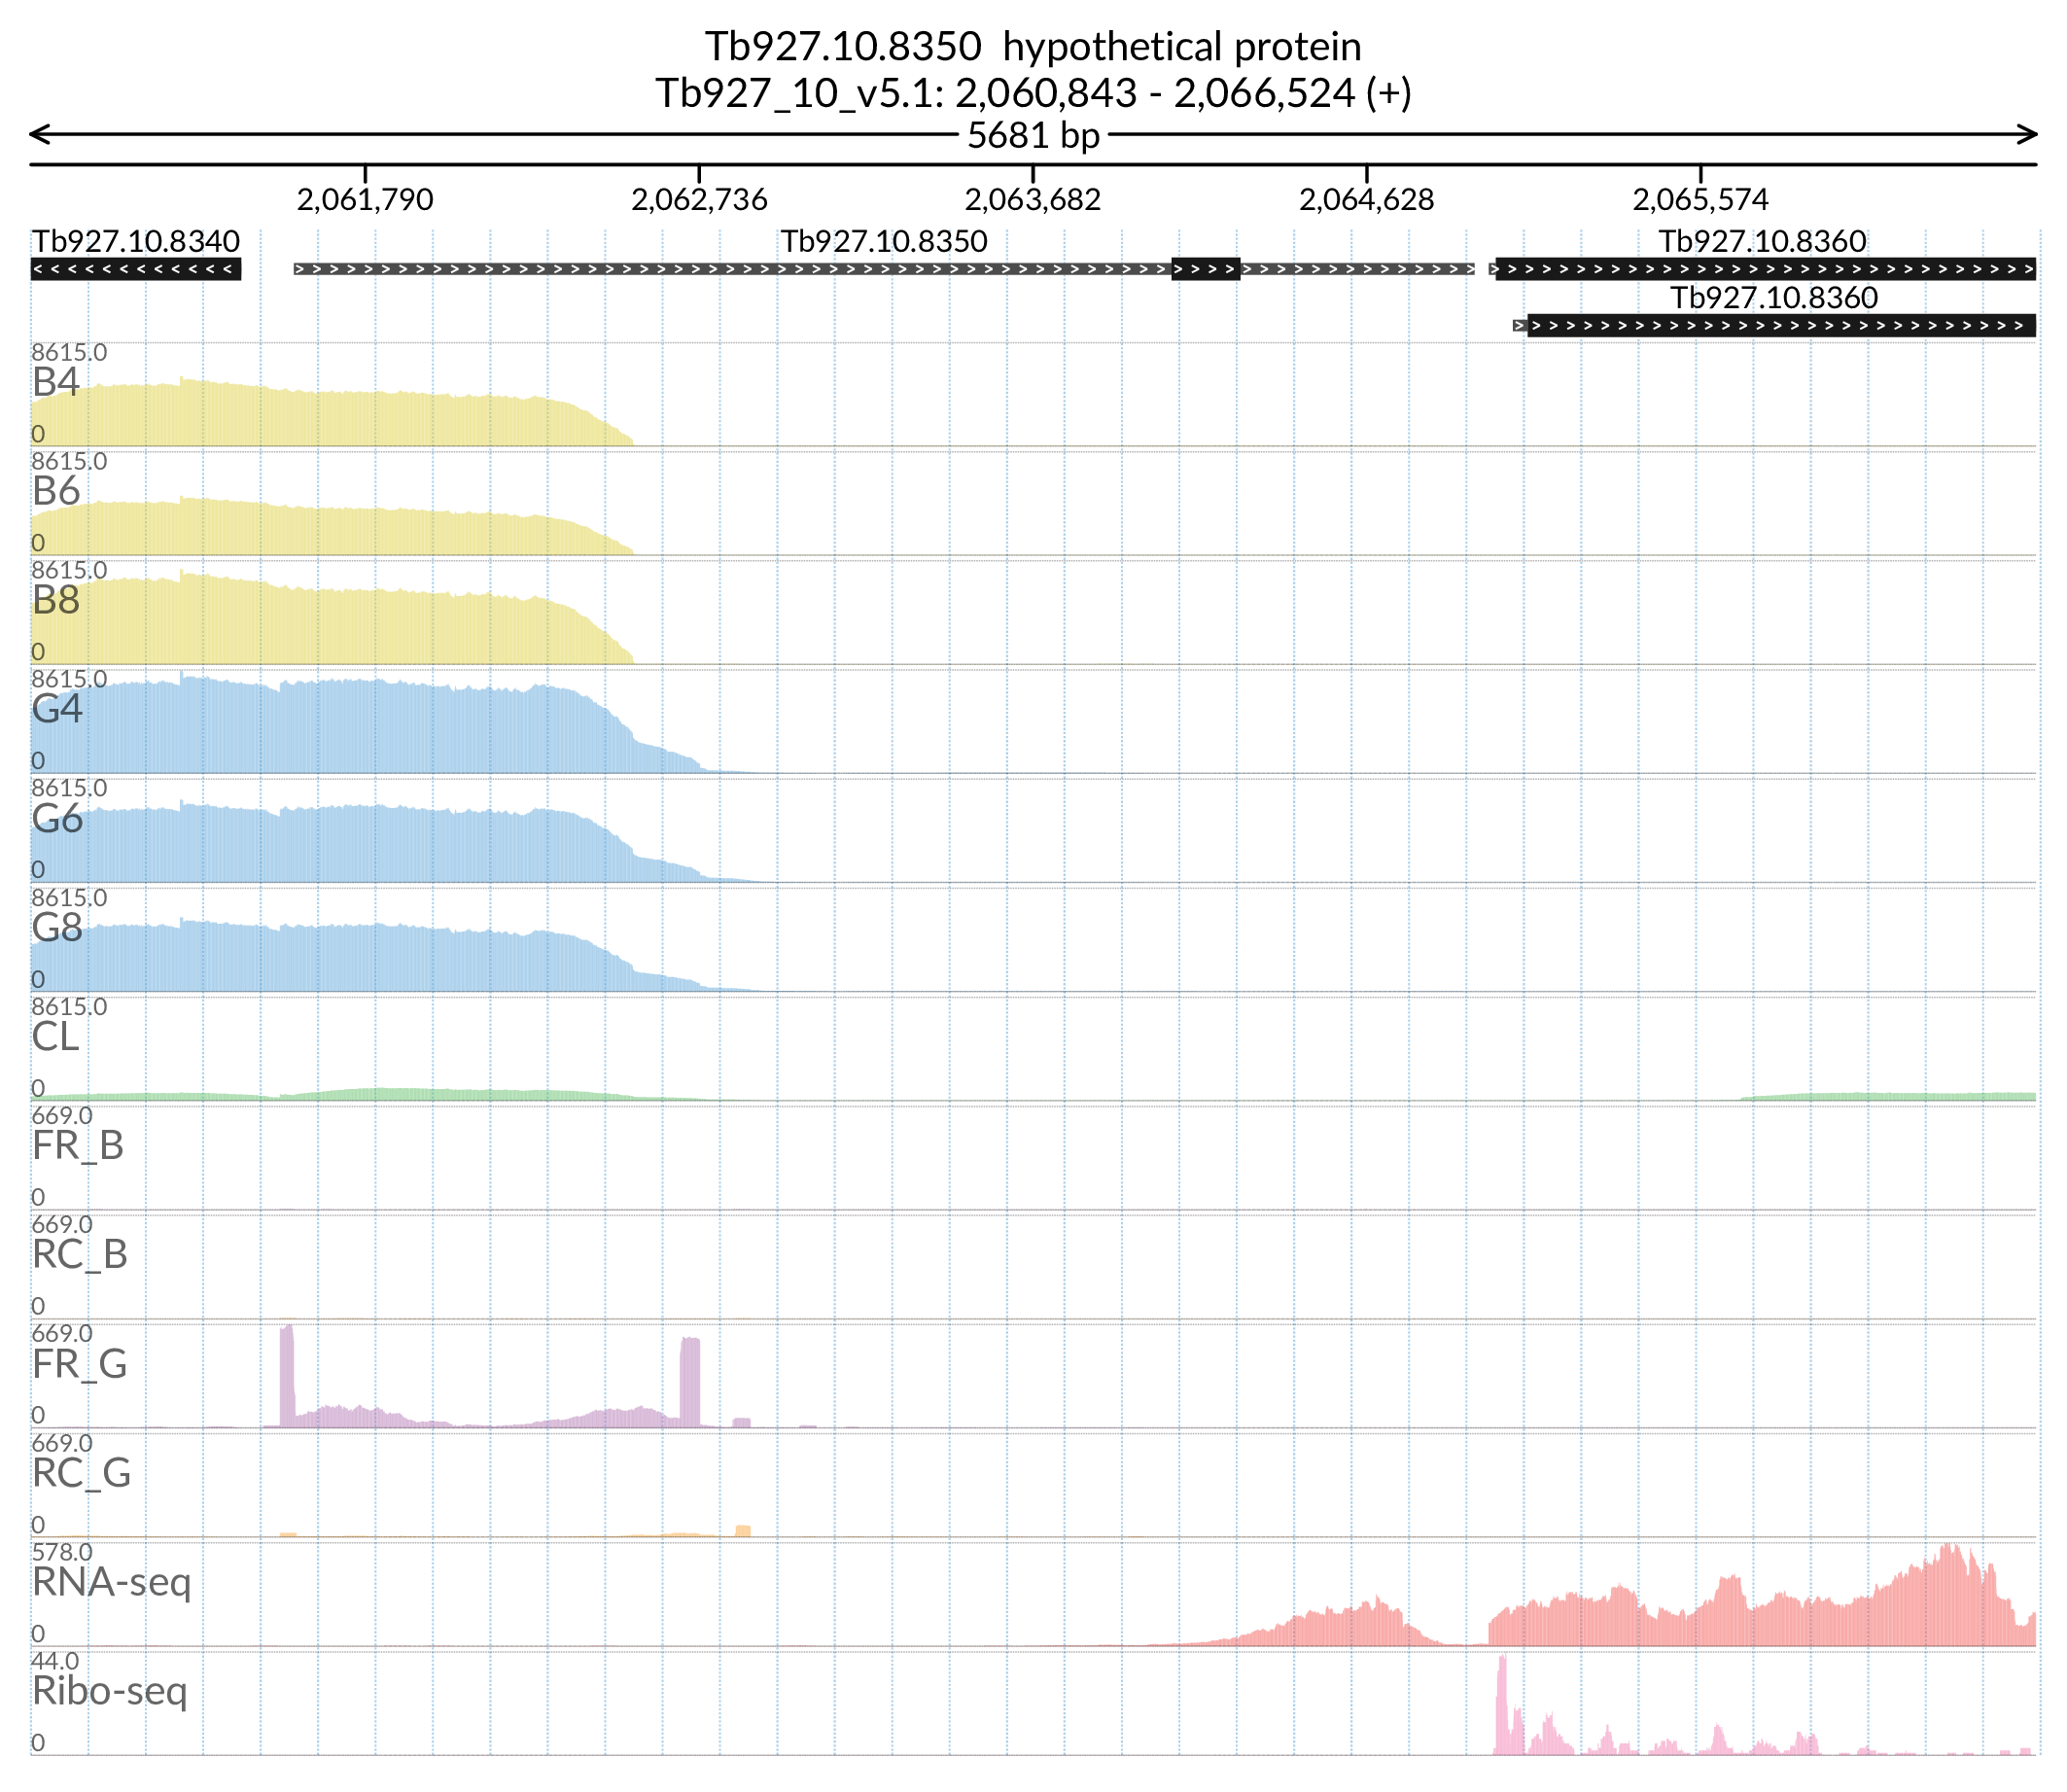 Tb927.10.8350  hypothetical protein
Tb927_10_v5.1: 2,060,843 - 2,066,524 (+)
5681 bp
2,061,790 2,062,736 2,063,682 2,064,628 2,065,574
Tb927.10.8340 Tb927.10.8350 Tb927.10.8360
Tb927.10.8360
8615.0
B4
0
8615.0
B6
0
8615.0
B8
0
8615.0
G4
0
8615.0
G6
0
8615.0
G8
0
8615.0
CL
0
669.0
FR_B
0
669.0
RC_B
0
669.0
FR_G
0
669.0
RC_G
0
578.0
RNA-seq
0
44.0
Ribo-seq
0